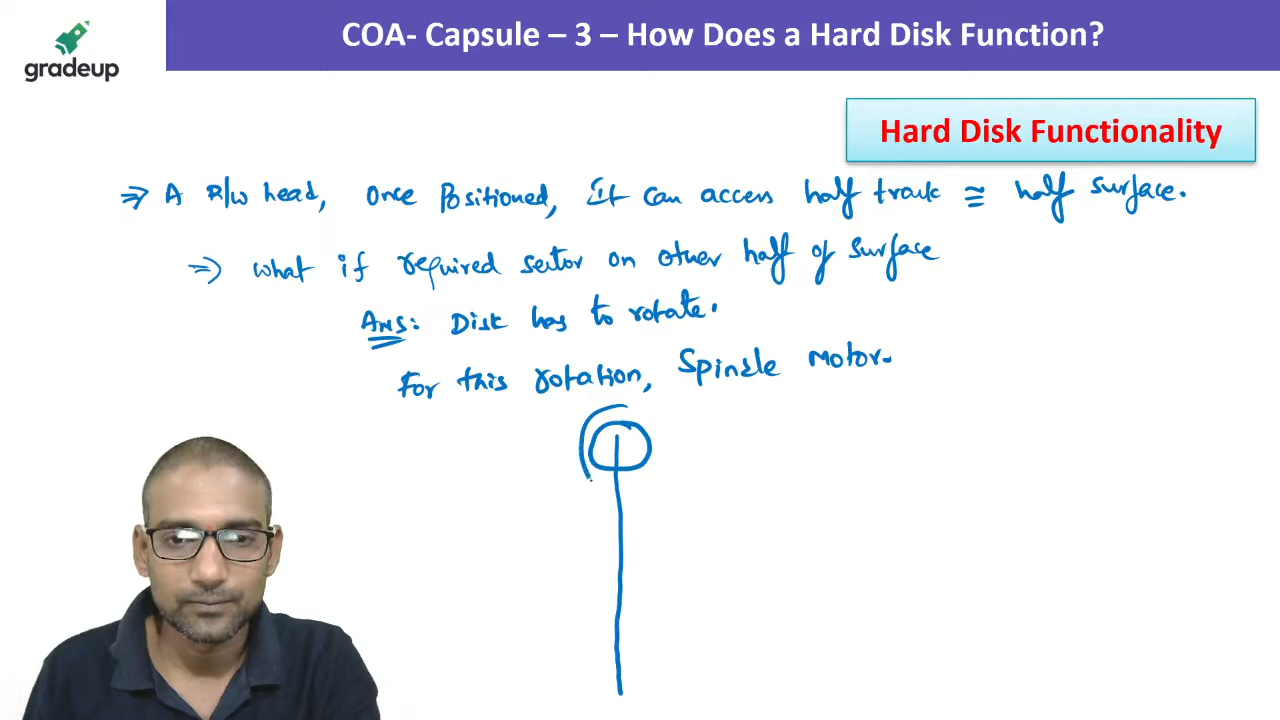 gradeup
COA- Capsule – 3 – How Does a Hard Disk Function?
Hard Disk Functionality
⇒ A R/W head, Once Positioned, It can access half track ≅ half surface.
⇒ what if required sector on other half of surface
ANS: Disk has to rotate.
For this rotation, Spindle Motor.